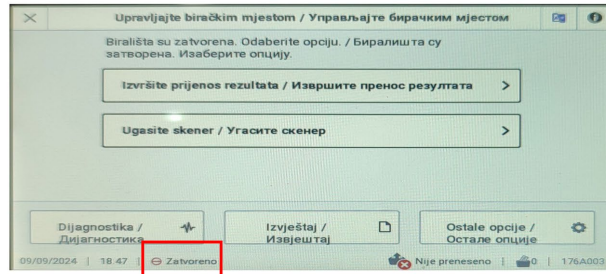 Upravljajte biračkim mjestom / Управљајте бирачким мјестом
Birališta su zatvorena. Odaberite opciju. / Биралишта су
затворена. Изаберите опцију.
Izvršite prijenos rezultata / Извршите пренос резултата
Ugasite skener / Угасите скенер
Dijagnostika /
Дијагностика
Izvještaj /
Извјештај
Ostale opcije /
Остале опције
09/09/2024 | 18.47 | Zatvoreno
Nije preneseno | 0 | 176A003